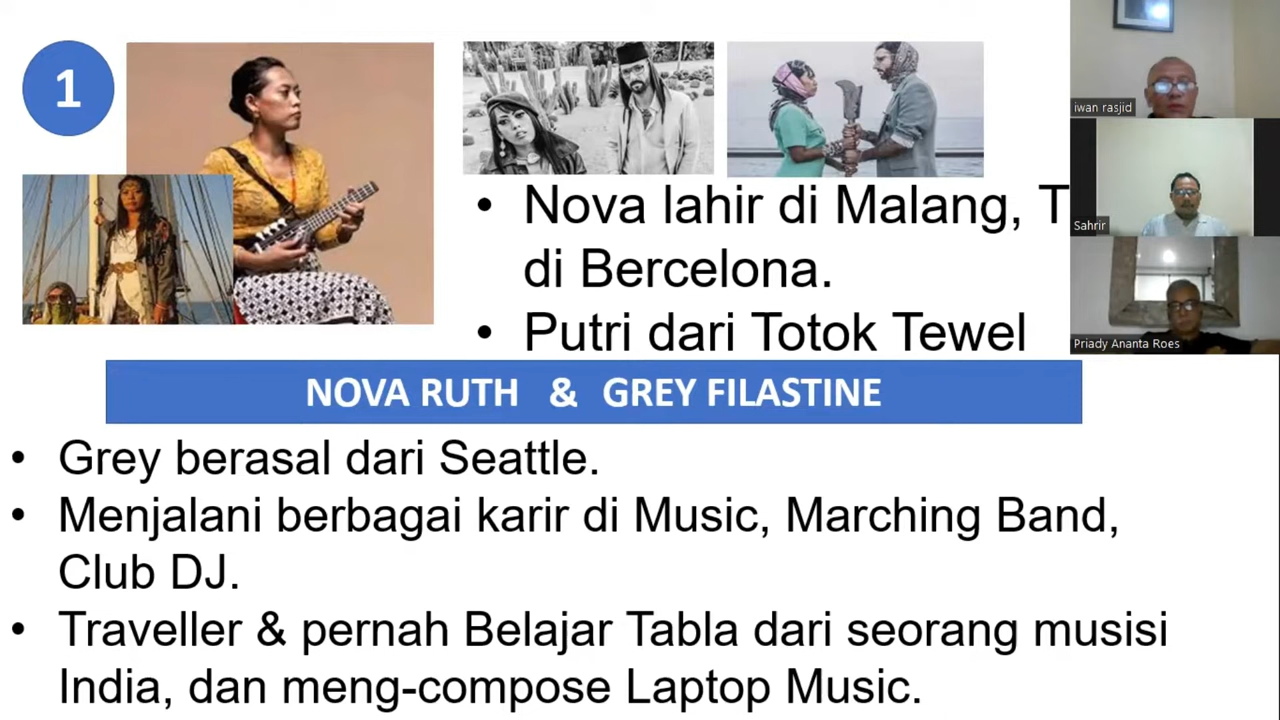 1
Nova lahir di Malang, T
di Bercelona.
Putri dari Totok Tewel
NOVA RUTH & GREY FILASTINE
Grey berasal dari Seattle.
Menjalani berbagai karir di Music, Marching Band,
Club DJ.
Traveller & pernah Belajar Tabla dari seorang musisi
India, dan meng-compose Laptop Music.
iwan rasjid
Sahrir
Priady Ananta Roes